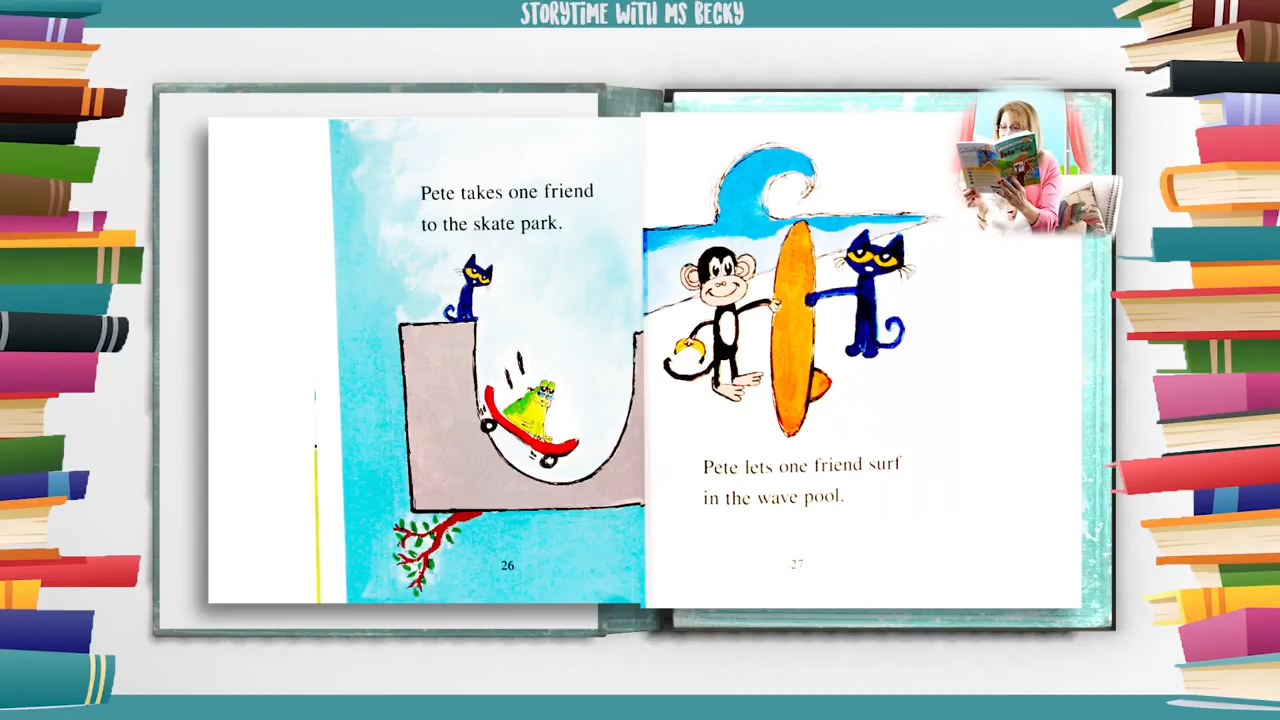 STORYTIME WITH MS BECKY
Pete takes one friend
to the skate park.
Pete lets one friend surf
in the wave pool.
26
27